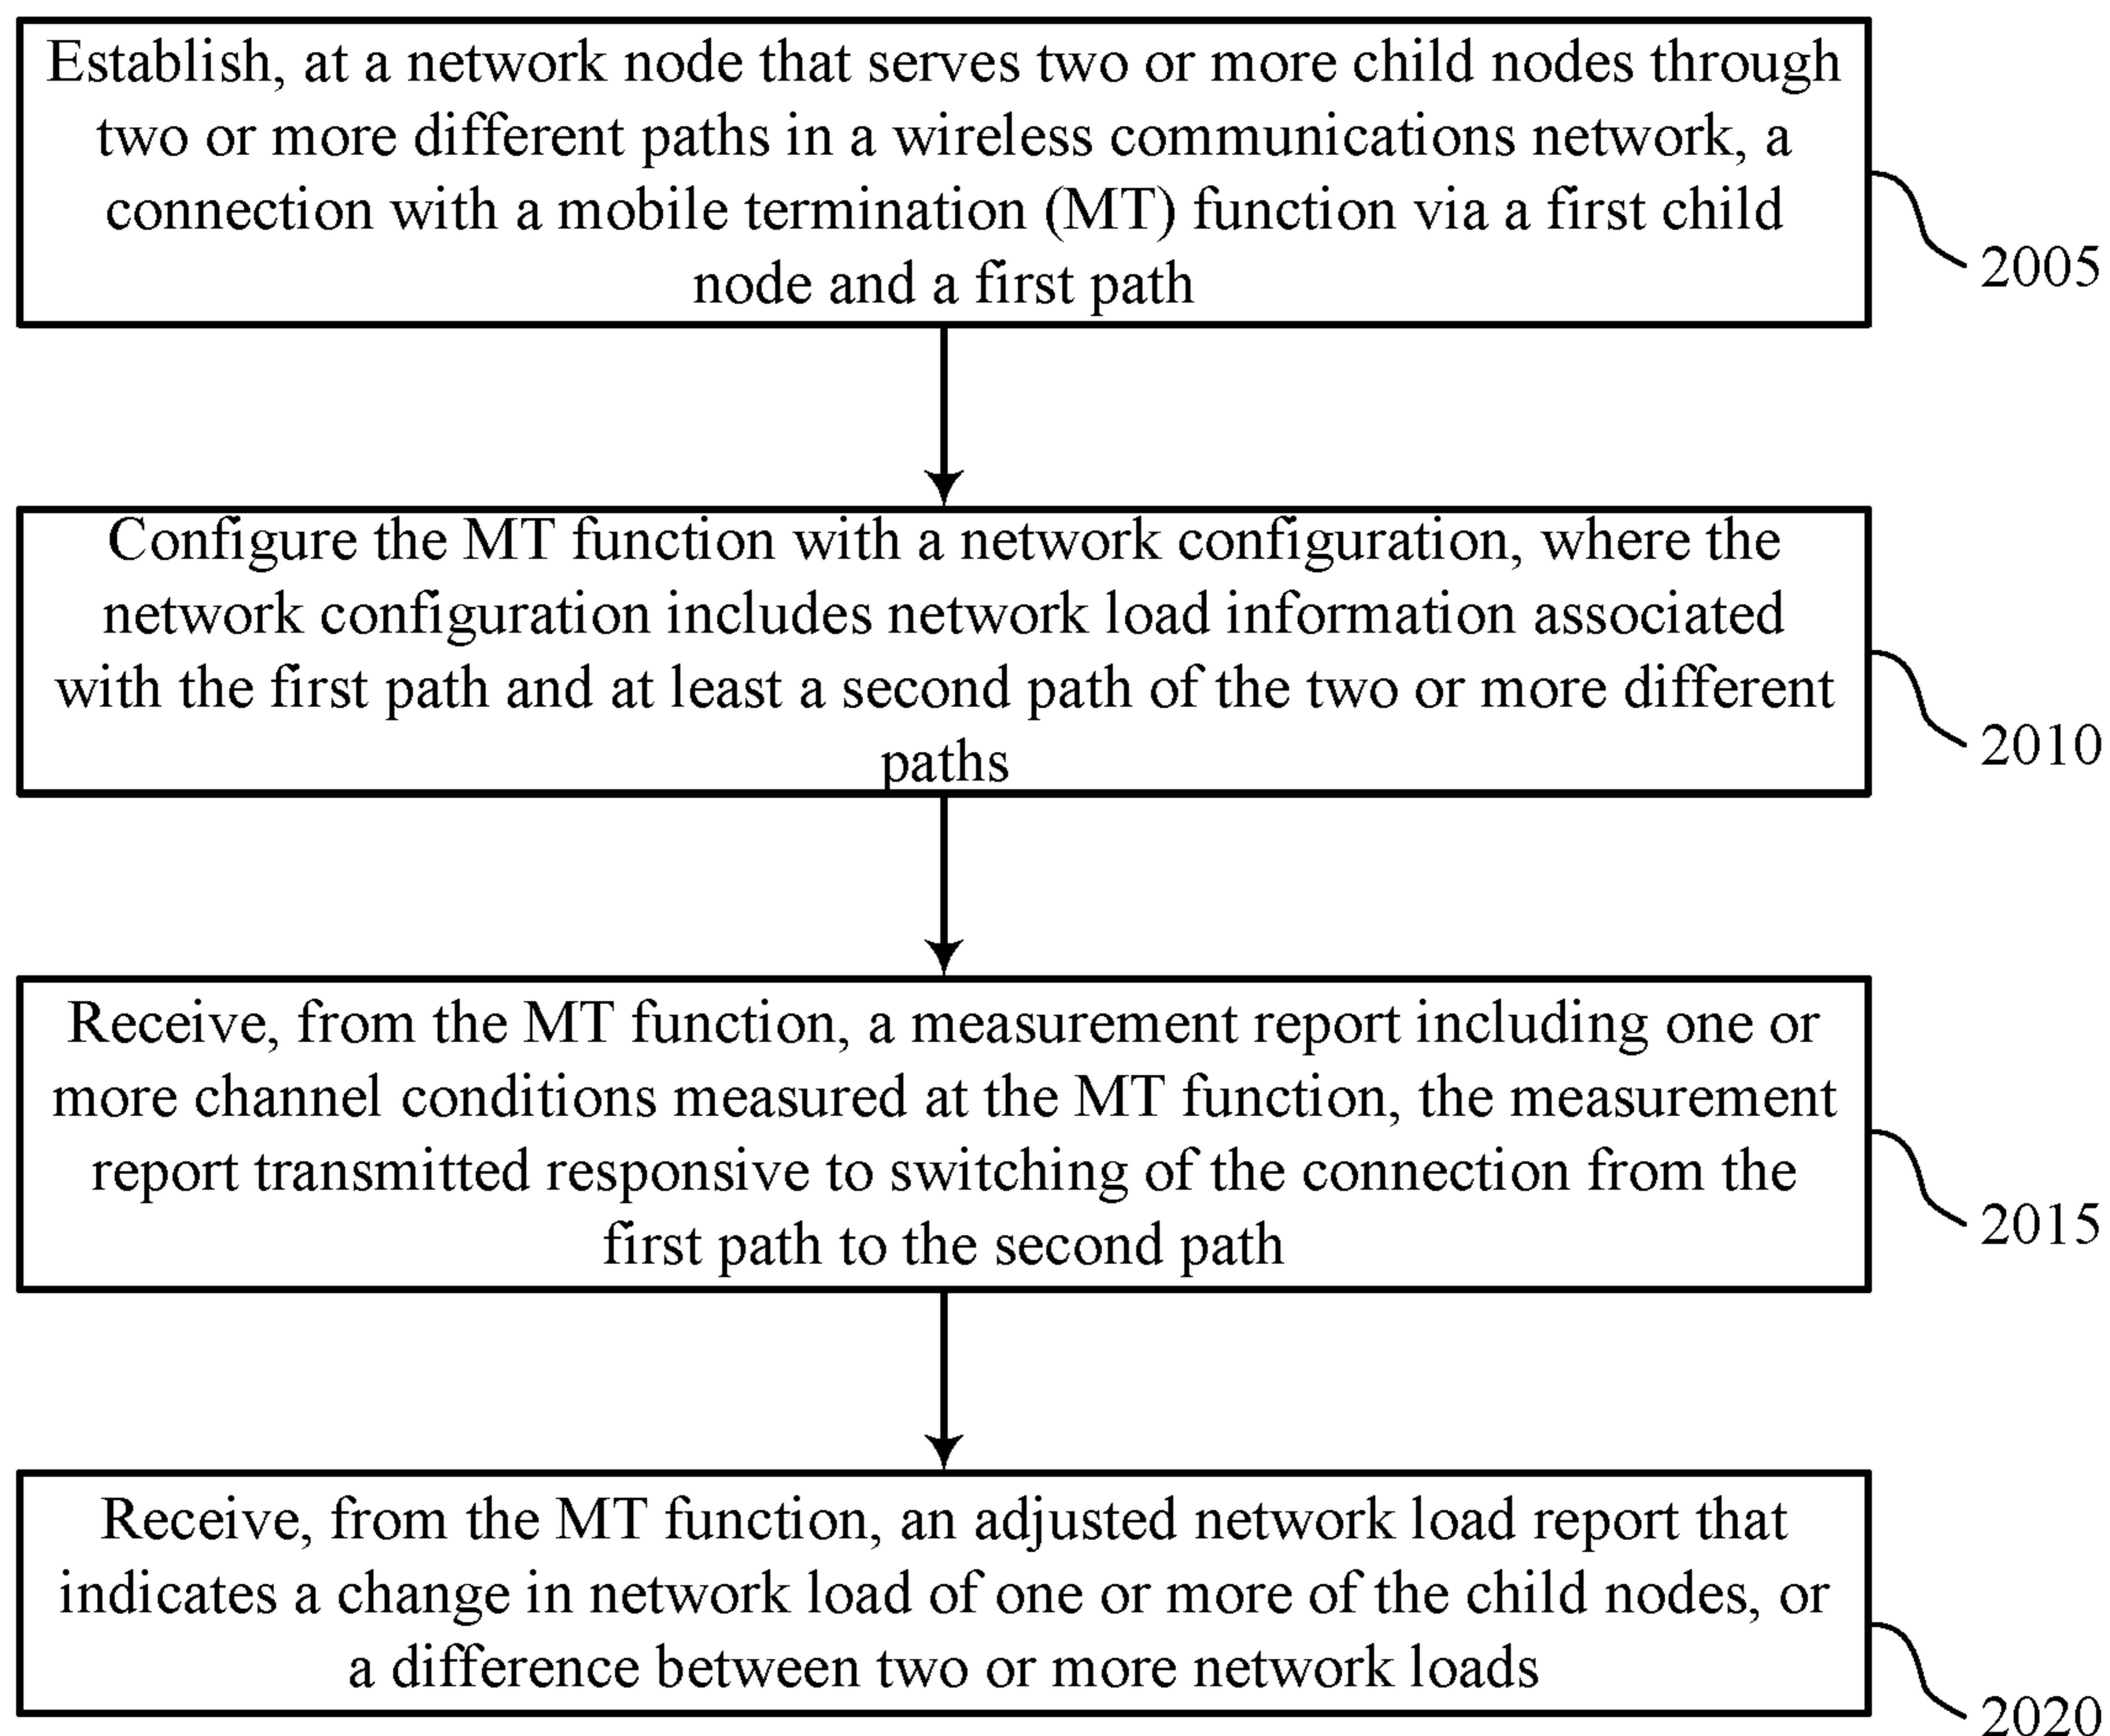 Establish, at a network node that serves two or more child nodes through
two or more different paths in a wireless communications network, a
connection with a mobile termination (MT) function via a first child
node and a first path
2005
Configure the MT function with a network configuration, where the
network configuration includes network load information associated
with the first path and at least a second path of the two or more different
paths
2010
Receive, from the MT function, a measurement report including one or
more channel conditions measured at the MT function, the measurement
report transmitted responsive to switching of the connection from the
first path to the second path
2015
Receive, from the MT function, an adjusted network load report that
indicates a change in network load of one or more of the child nodes, or
a difference between two or more network loads
2020